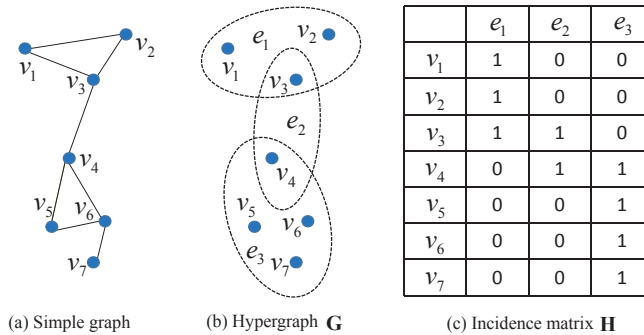 v1
v2
v3
v4
v5
v6
v7
(a) Simple graph
e1
v1
v2
v3
e2
v4
v5
v6
e3
v7
(b) Hypergraph G
e1 e2 e3
v1 1 0 0
v2 1 0 0
v3 1 1 0
v4 0 1 1
v5 0 0 1
v6 0 0 1
v7 0 0 1
(c) Incidence matrix H